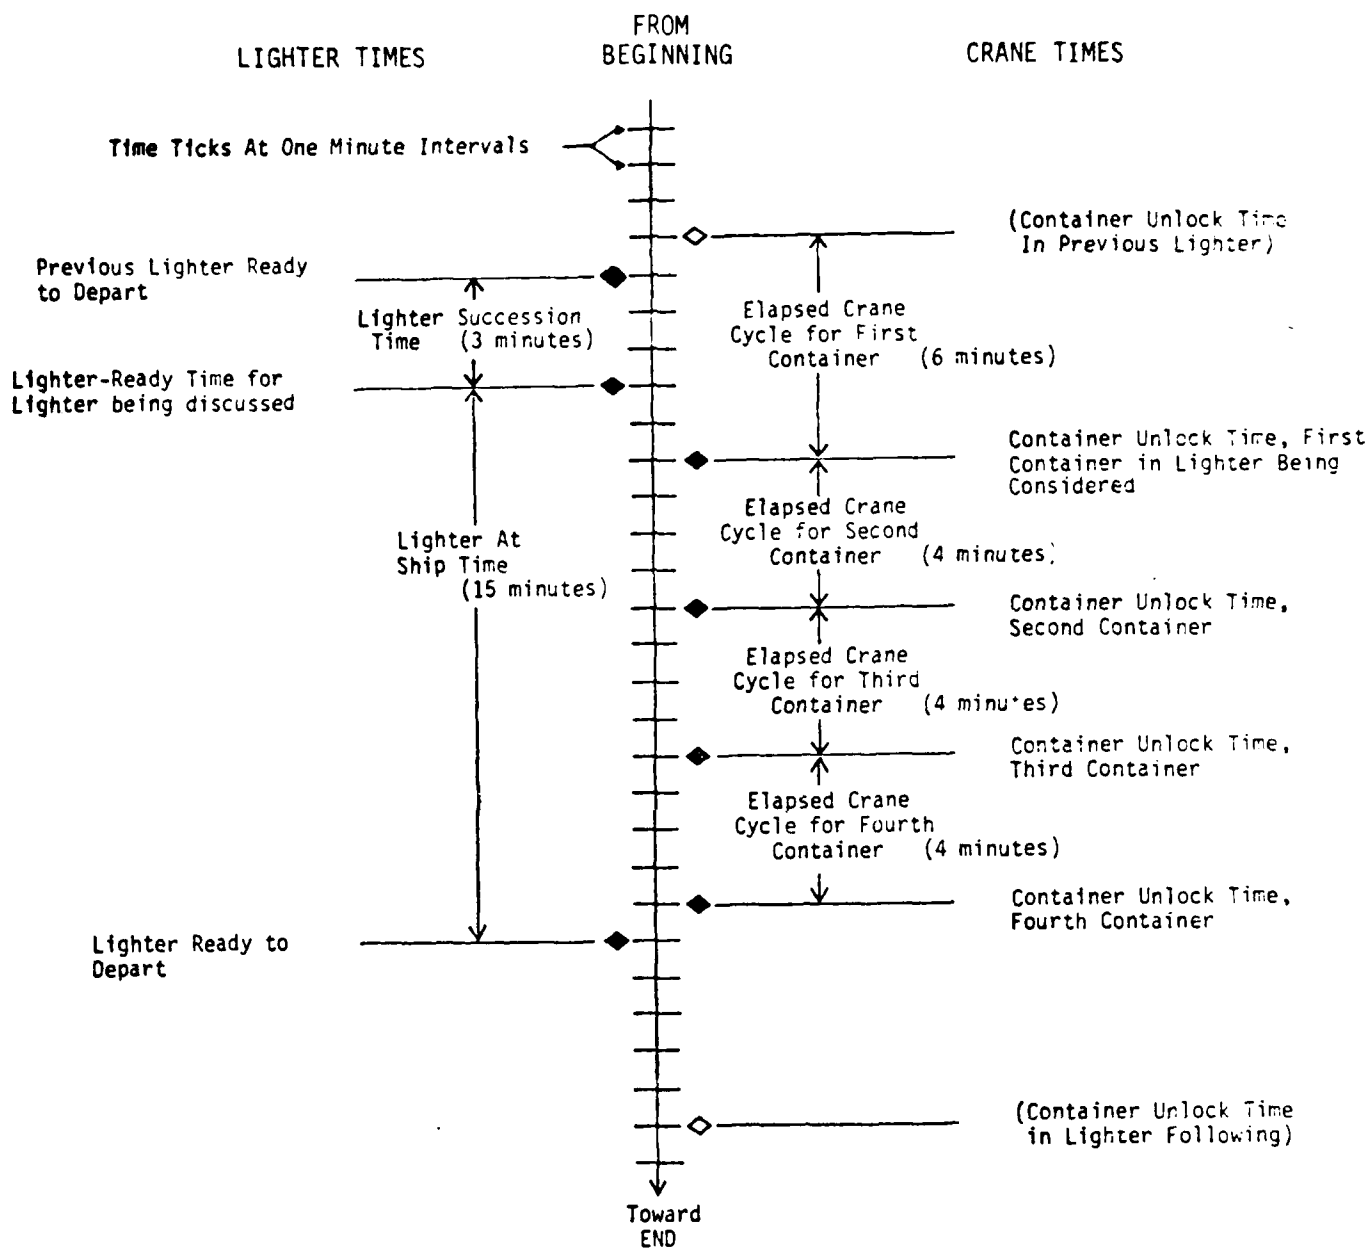 LIGHTER TIMES
FROM
BEGINNING
CRANE TIMES
Time Ticks At One Minute Intervals
(Container Unlock Time
In Previous Lighter)
Previous Lighter Ready
to Depart
Lighter Succession
Time (3 minutes)
Elapsed Crane
Cycle for First
Container (6 minutes)
Lighter-Ready Time for
Lighter being discussed
Container Unlock Time, First
Container in Lighter Being
Considered
Elapsed Crane
Cycle for Second
Container (4 minutes)
Lighter At
Ship Time
(15 minutes)
Container Unlock Time,
Second Container
Elapsed Crane
Cycle for Third
Container (4 minutes)
Container Unlock Time,
Third Container
Elapsed Crane
Cycle for Fourth
Container (4 minutes)
Container Unlock Time,
Fourth Container
Lighter Ready to
Depart
(Container Unlock Time
in Lighter Following)
Toward
END